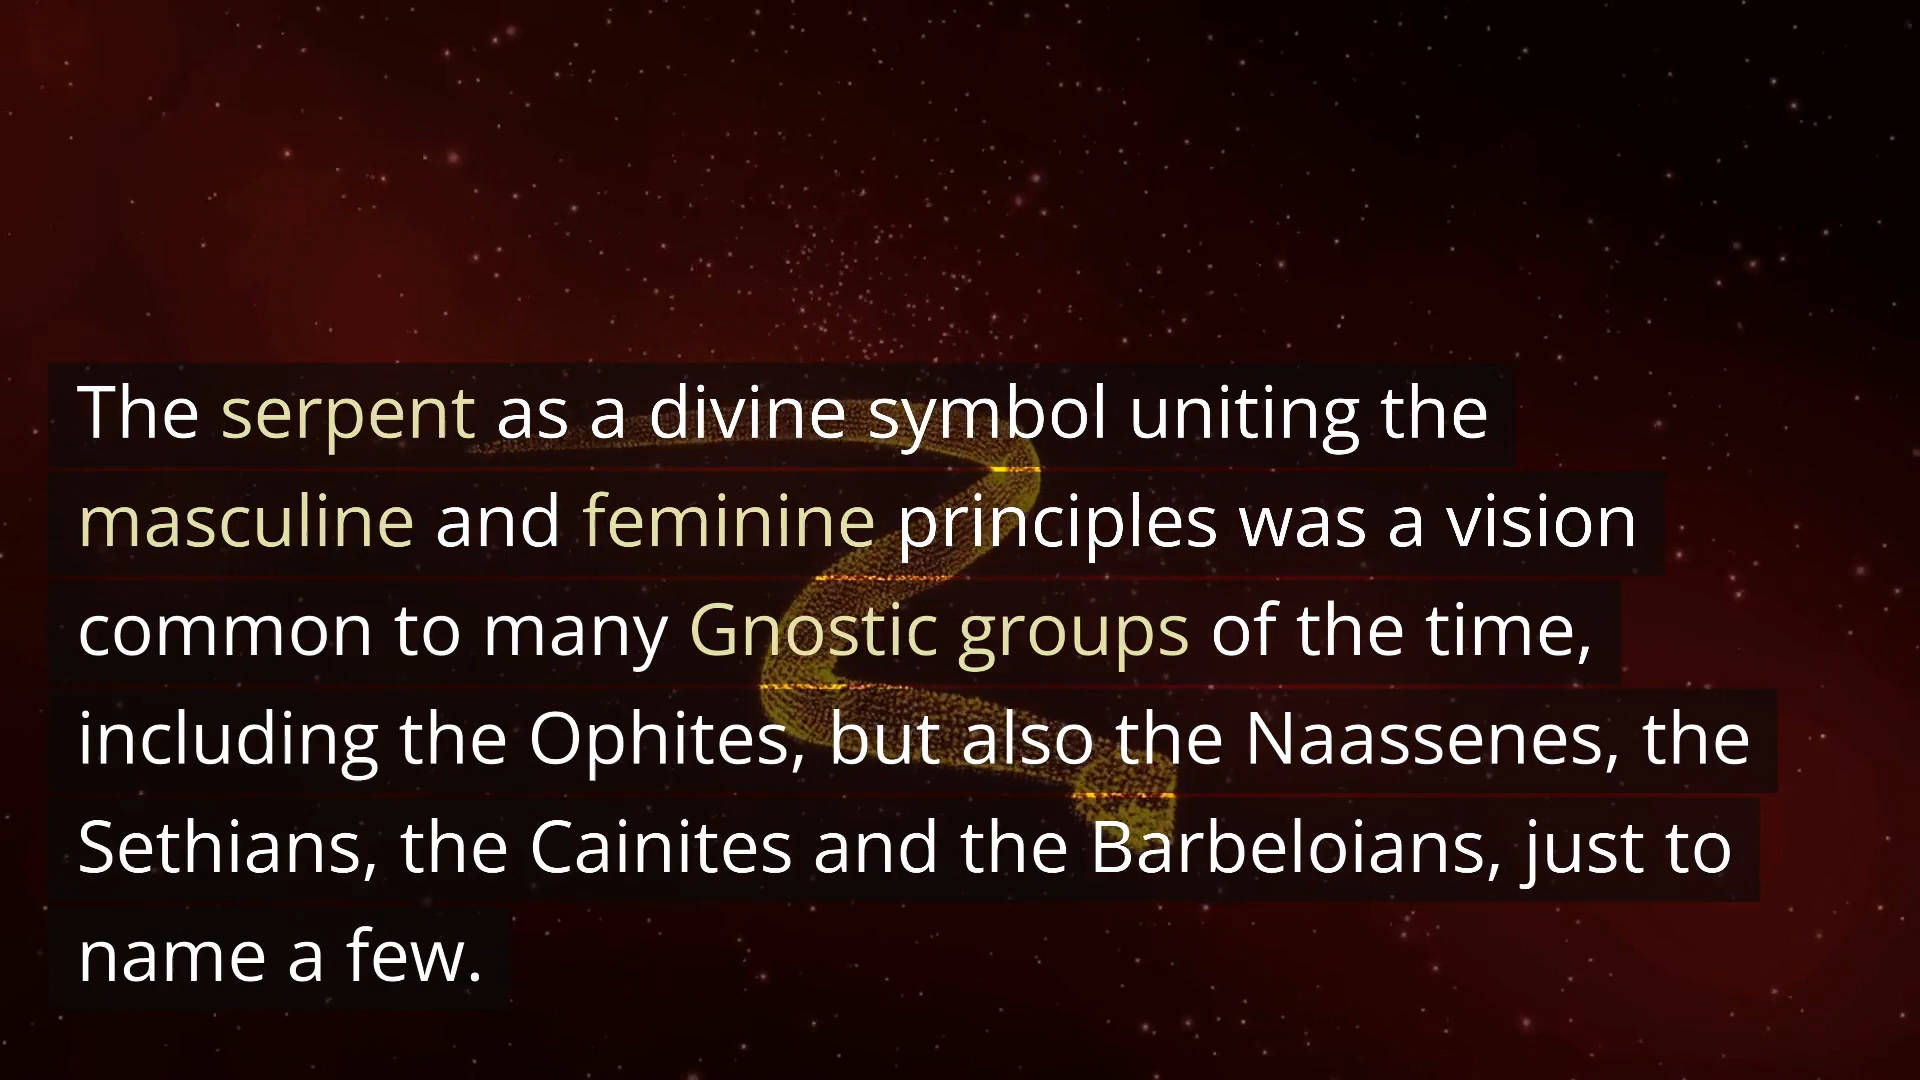 The serpent as a divine symbol uniting the
masculine and feminine principles was a vision
common to many Gnostic groups of the time,
including the Ophites, but also the Naassenes, the
Sethians, the Cainites and the Barbeloians, just to
name a few.